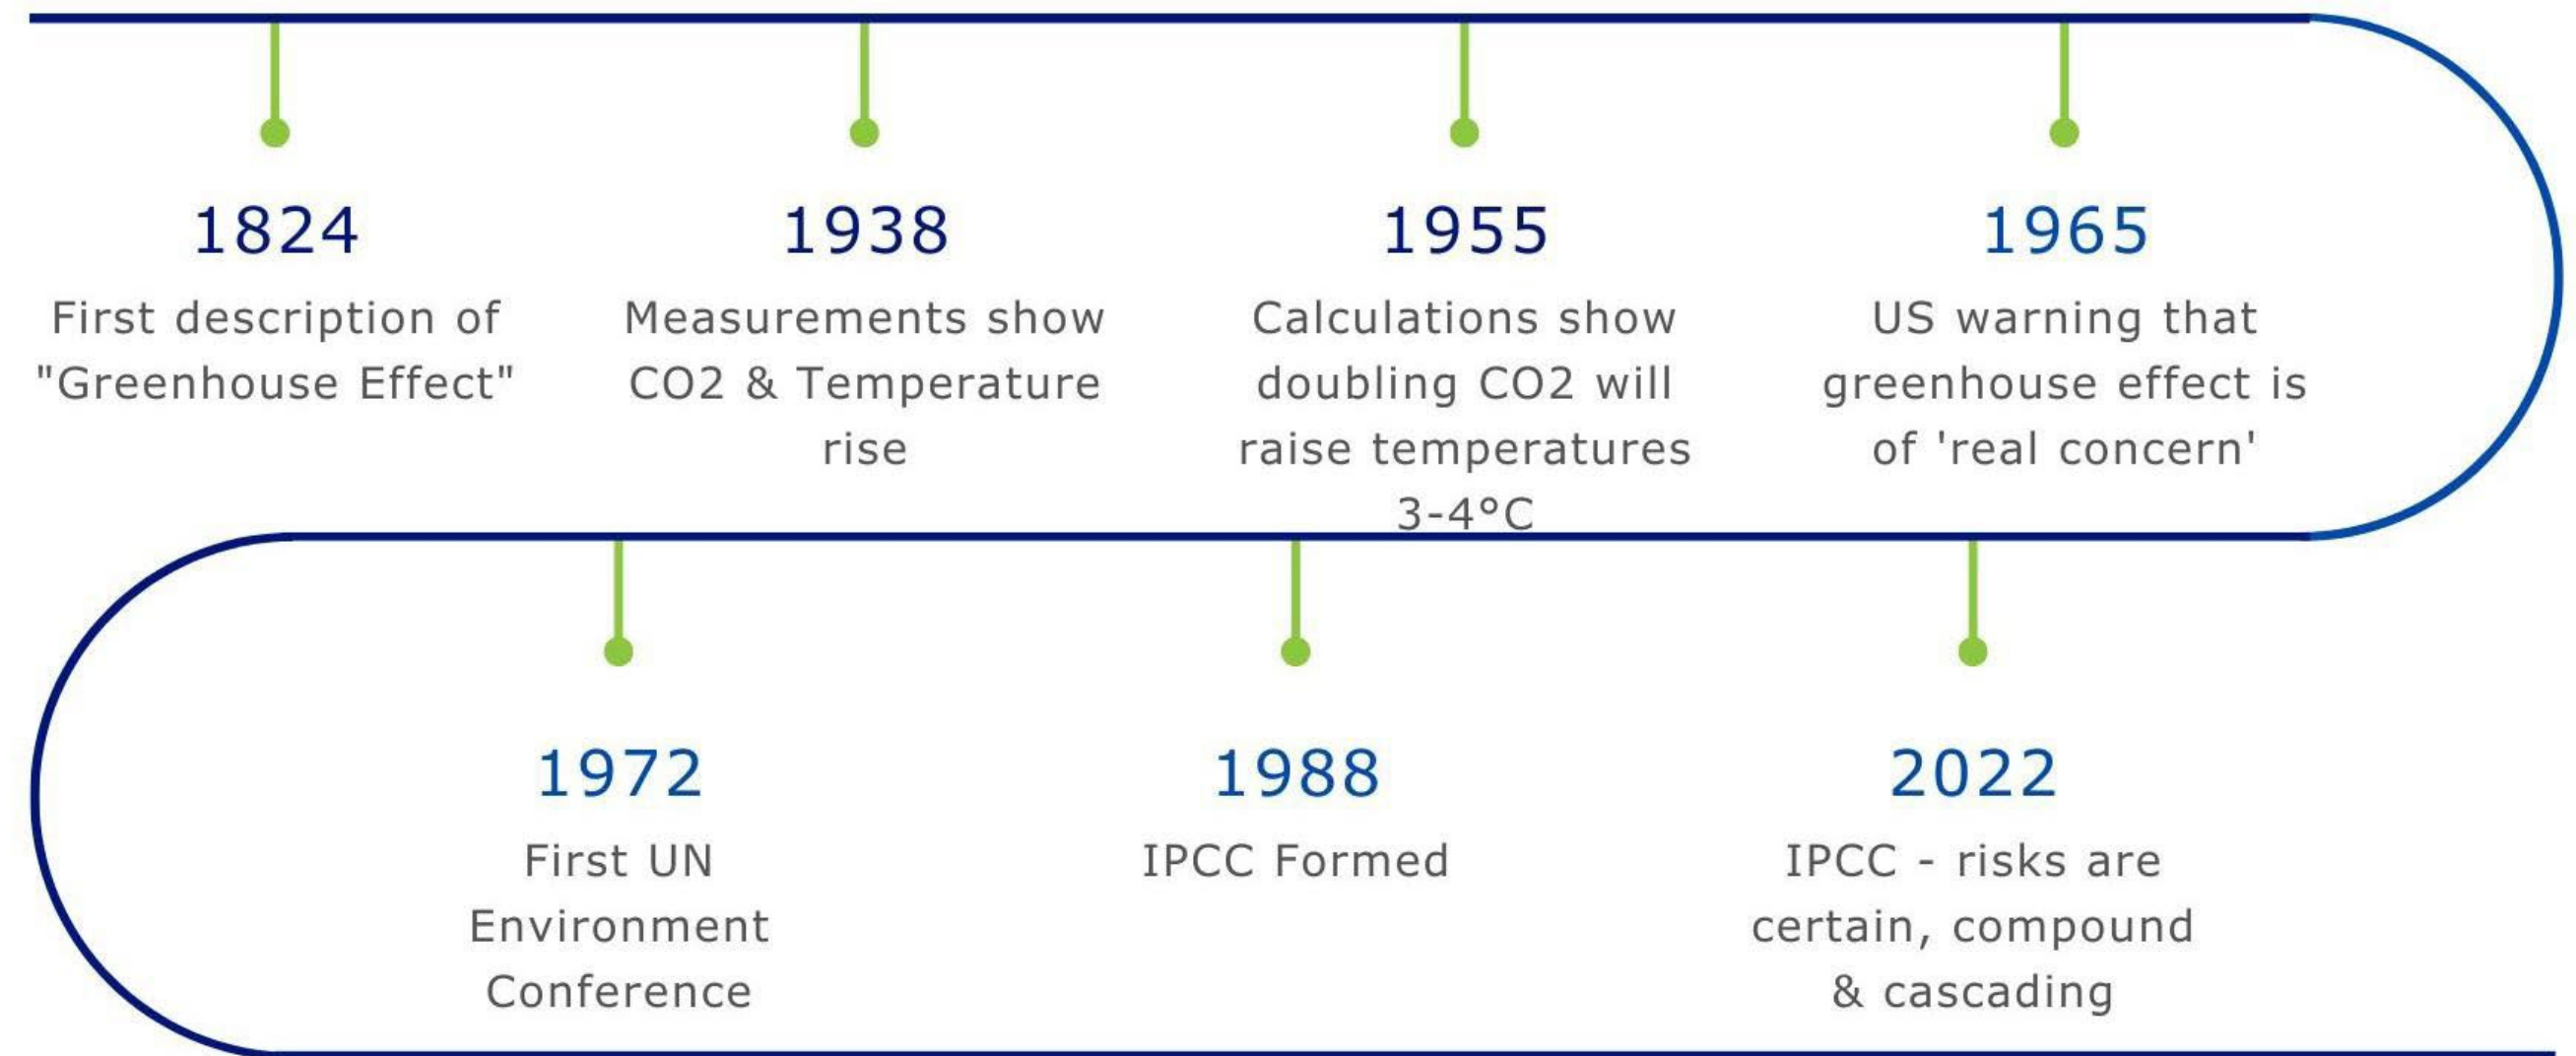 1824
First description of
"Greenhouse Effect"
1938
Measurements show
CO2 & Temperature
rise
1955
Calculations show
doubling CO2 will
raise temperatures
3-4°C
1965
US warning that
greenhouse effect is
of 'real concern'
1972
First UN
Environment
Conference
1988
IPCC Formed
2022
IPCC - risks are
certain, compound
& cascading